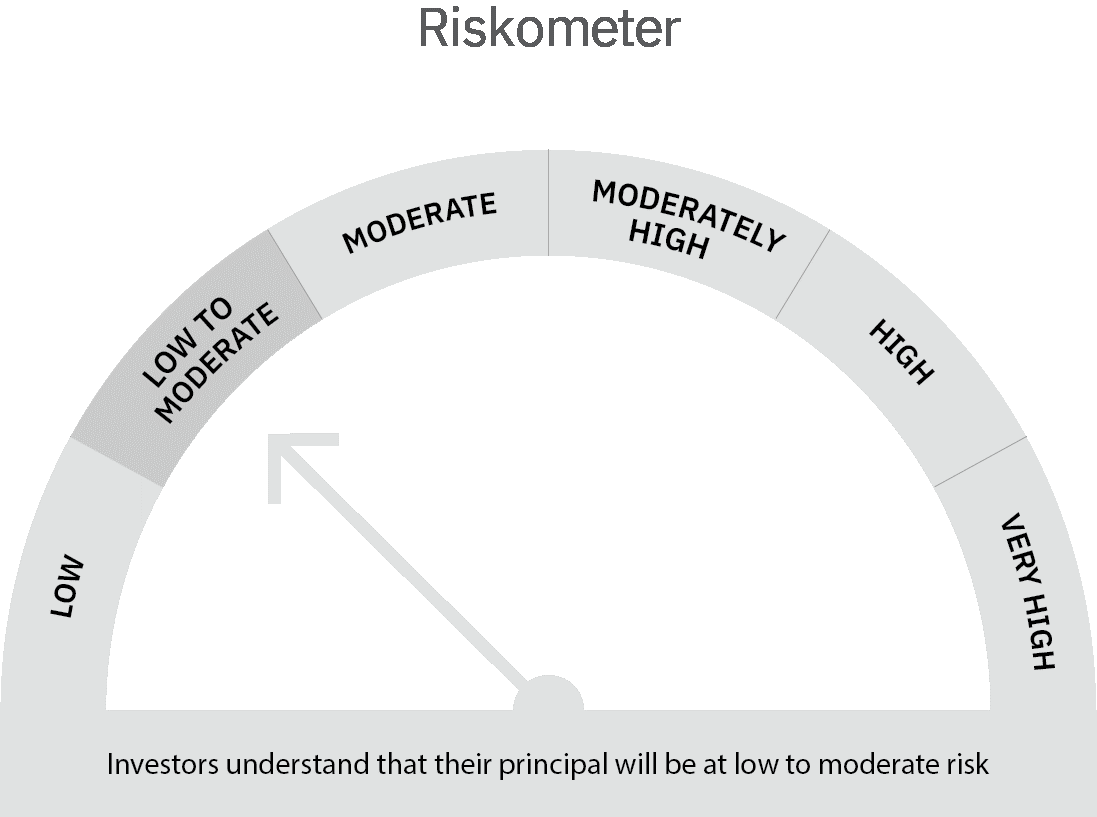 Riskometer
LOW
LOW TO
MODERATE
MODERATE
MODERATELY
HIGH
HIGH
VERY HIGH
Investors understand that their principal will be at low to moderate risk